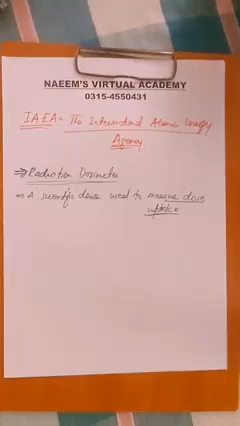 NAEEM'S VIRTUAL ACADEMY
0315-4550431
IAEA = The International Atomic Energy
Agency
⇒ Radiation Dosimeter.
⇒ A scientific device used to measure dose
uptake